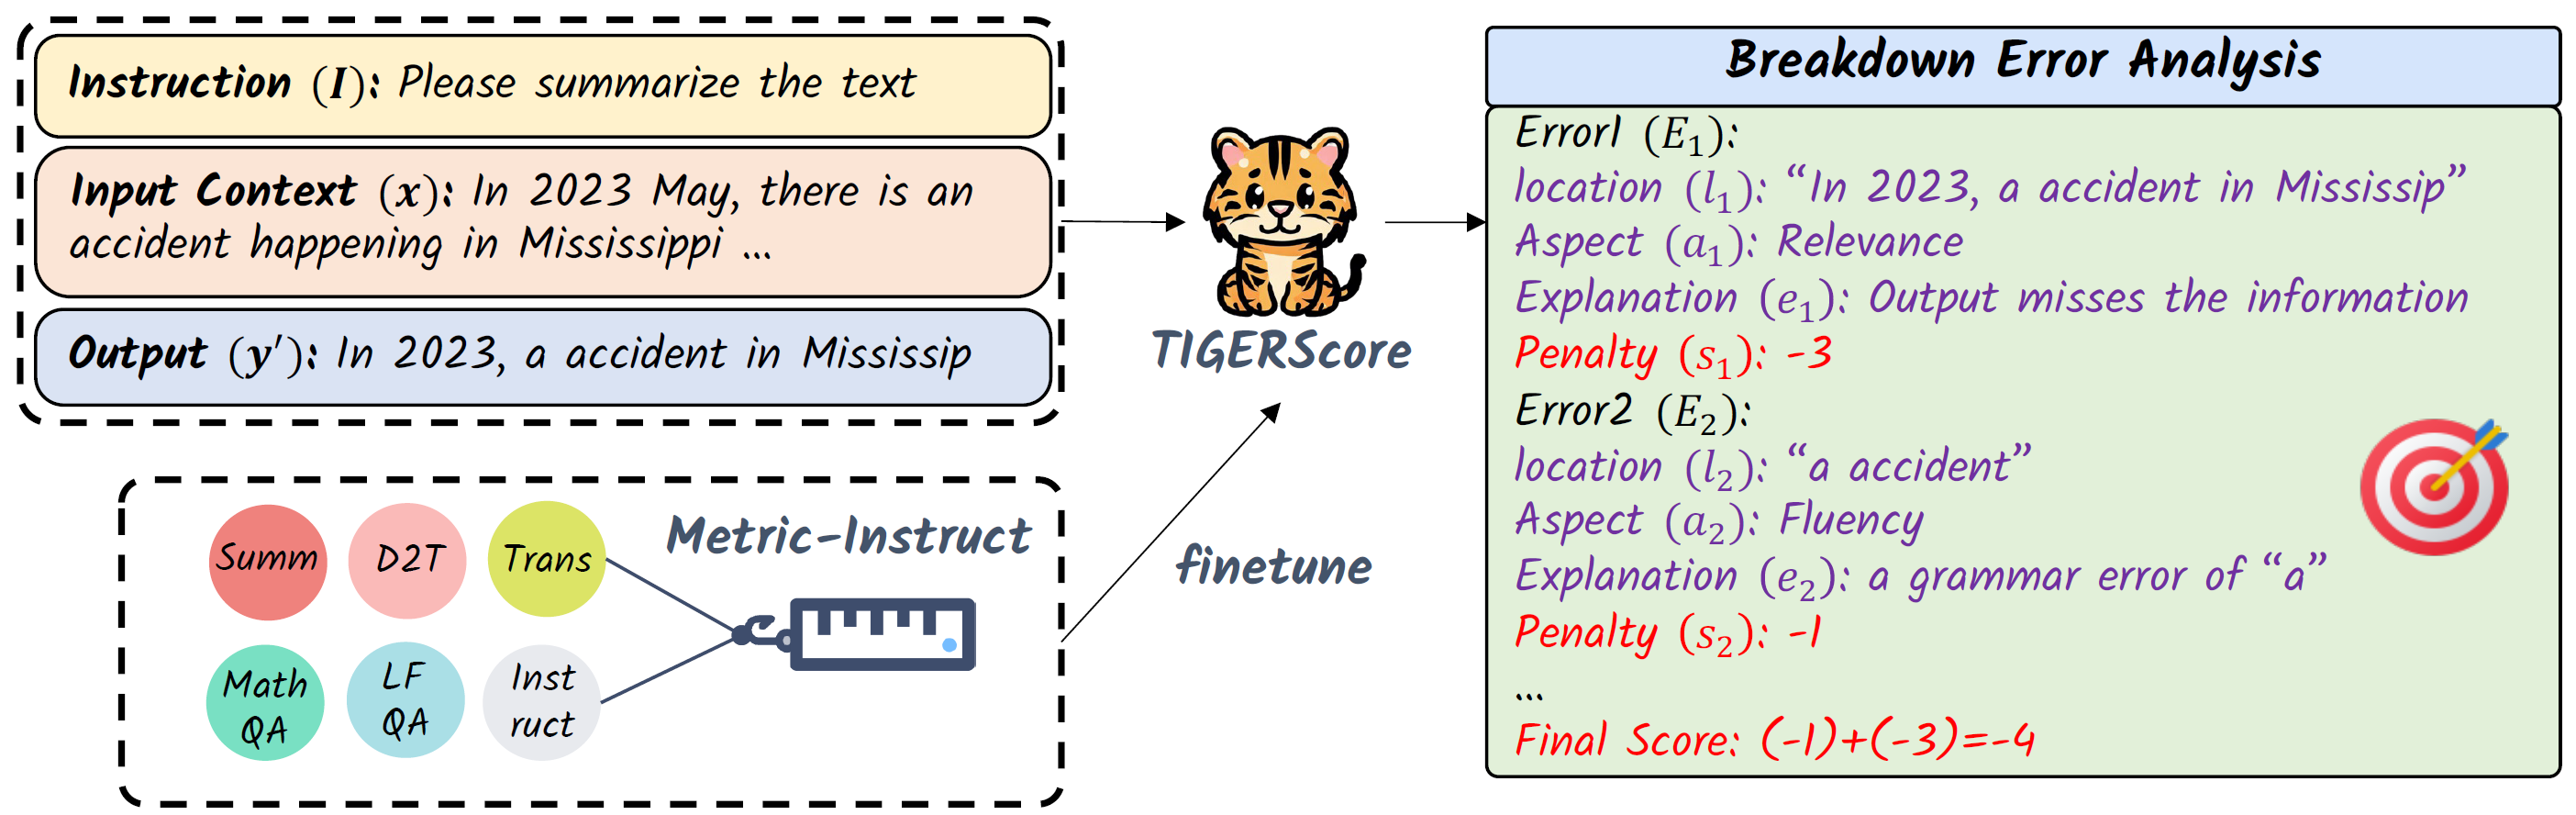 Instruction (I): Please summarize the text
Input Context (x): In 2023 May, there is an
accident happening in Mississippi ...
Output (y′): In 2023, a accident in Mississip
TIGERScore
Metric-Instruct
Summ
D2T
Trans
Math
QA
LF
QA
Inst
ruct
finetune
Breakdown Error Analysis
Error1 (E1):
location (l1): “In 2023, a accident in Mississip”
Aspect (a1): Relevance
Explanation (e1): Output misses the information
Penalty (s1): -3
Error2 (E2):
location (l2): “a accident”
Aspect (a2): Fluency
Explanation (e2): a grammar error of “a”
Penalty (s2): -1
...
Final Score: (-1)+(-3)=-4